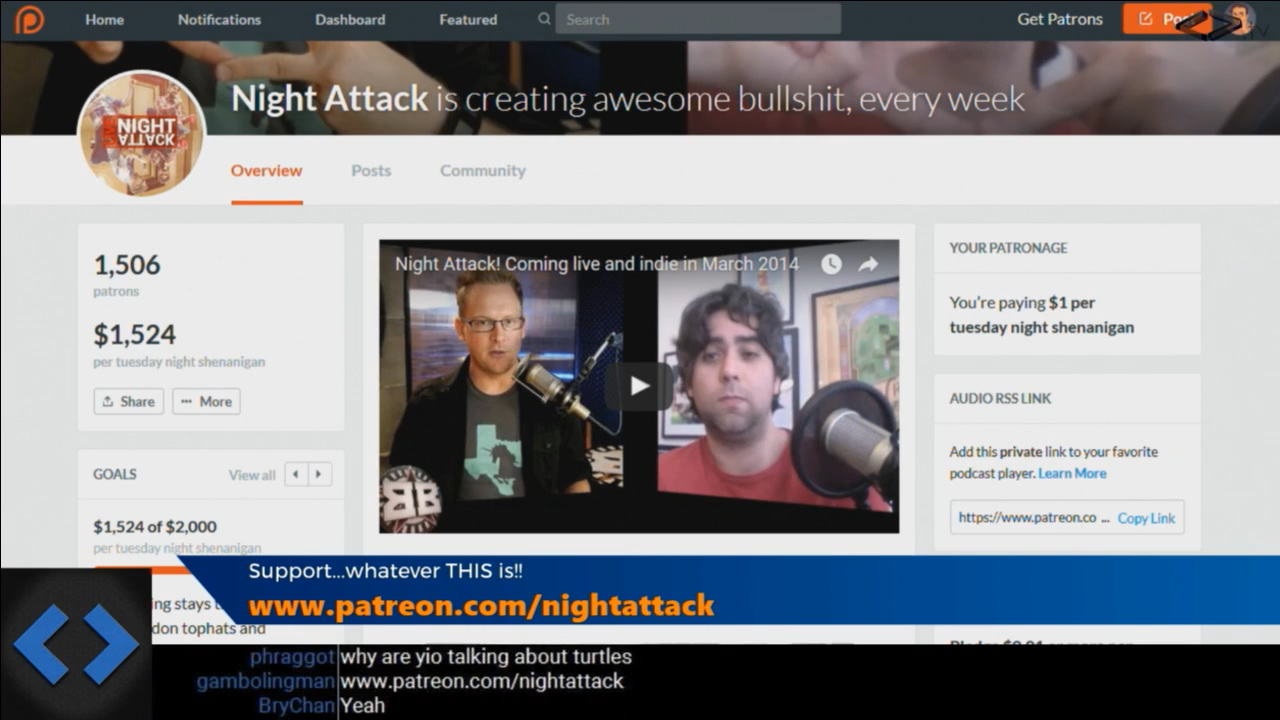 Home Notifications Dashboard Featured Search Get Patrons
Night Attack is creating awesome bullshit, every week
NIGHT
ATTACK
Overview Posts Community
1,506
patrons
$1,524
per tuesday night shenanigan
Share ••• More
GOALS View all
$1,524 of $2,000
per tuesday night shenanigan
Night Attack! Coming live and indie in March 2014
BB
YOUR PATRONAGE
You're paying $1 per
tuesday night shenanigan
AUDIO RSS LINK
Add this private link to your favorite
podcast player. Learn More
https://www.patreon.co ... Copy Link
Support...whatever THIS is!!
www.patreon.com/nightattack
stays
tophats and
phraggot why are yio talking about turtles
gambolingman www.patreon.com/nightattack
BryChan Yeah